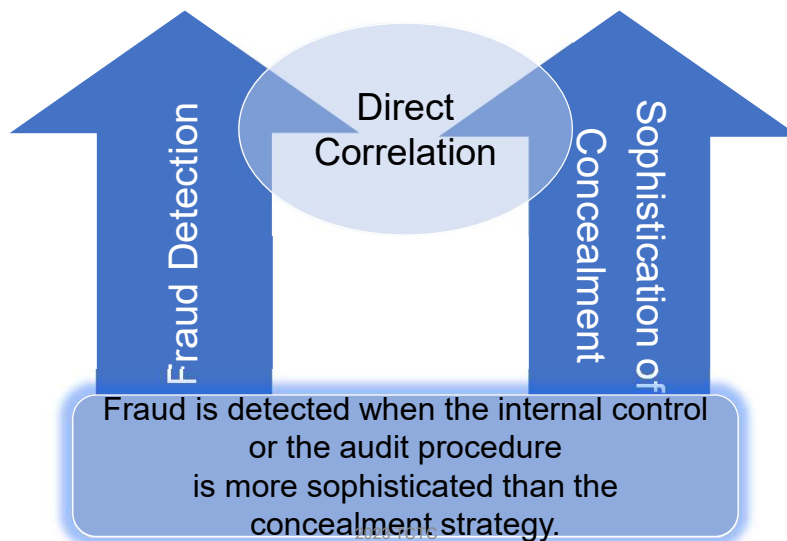 Direct
Correlation
Fraud Detection
Sophistication of
Concealment
Fraud is detected when the internal control
or the audit procedure
is more sophisticated than the
concealment strategy.
2023